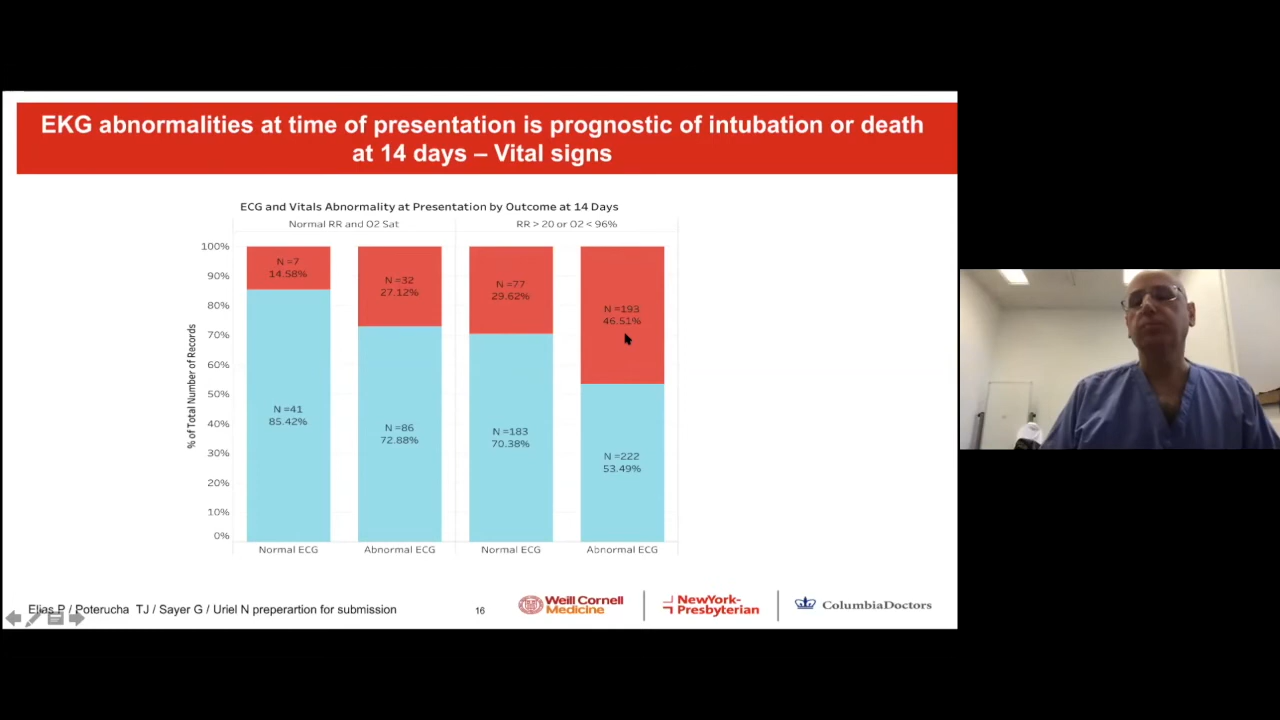 EKG abnormalities at time of presentation is prognostic of intubation or death
at 14 days – Vital signs
ECG and Vitals Abnormality at Presentation by Outcome at 14 Days
Normal RR and O2 Sat
RR > 20 or O2 < 96%
% of Total Number of Records
100%
90%
80%
70%
60%
50%
40%
30%
20%
10%
0%
N =7
14.58%
N =41
85.42%
N =32
27.12%
N =86
72.88%
N =77
29.62%
N =183
70.38%
N =193
46.51%
N =222
53.49%
Normal ECG
Abnormal ECG
Normal ECG
Abnormal ECG
Elias P / Poterucha TJ / Sayer G / Uriel N preperartion for submission
16
Weill Cornell
Medicine
NewYork-
Presbyterian
ColumbiaDoctors